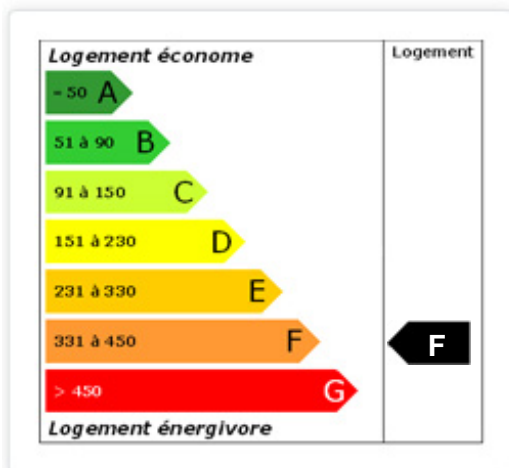 Logement économe
Logement
= 50 A
51 à 90 B
91 à 150 C
151 à 230 D
231 à 330 E
331 à 450 F
F
> 450 G
Logement énergivore